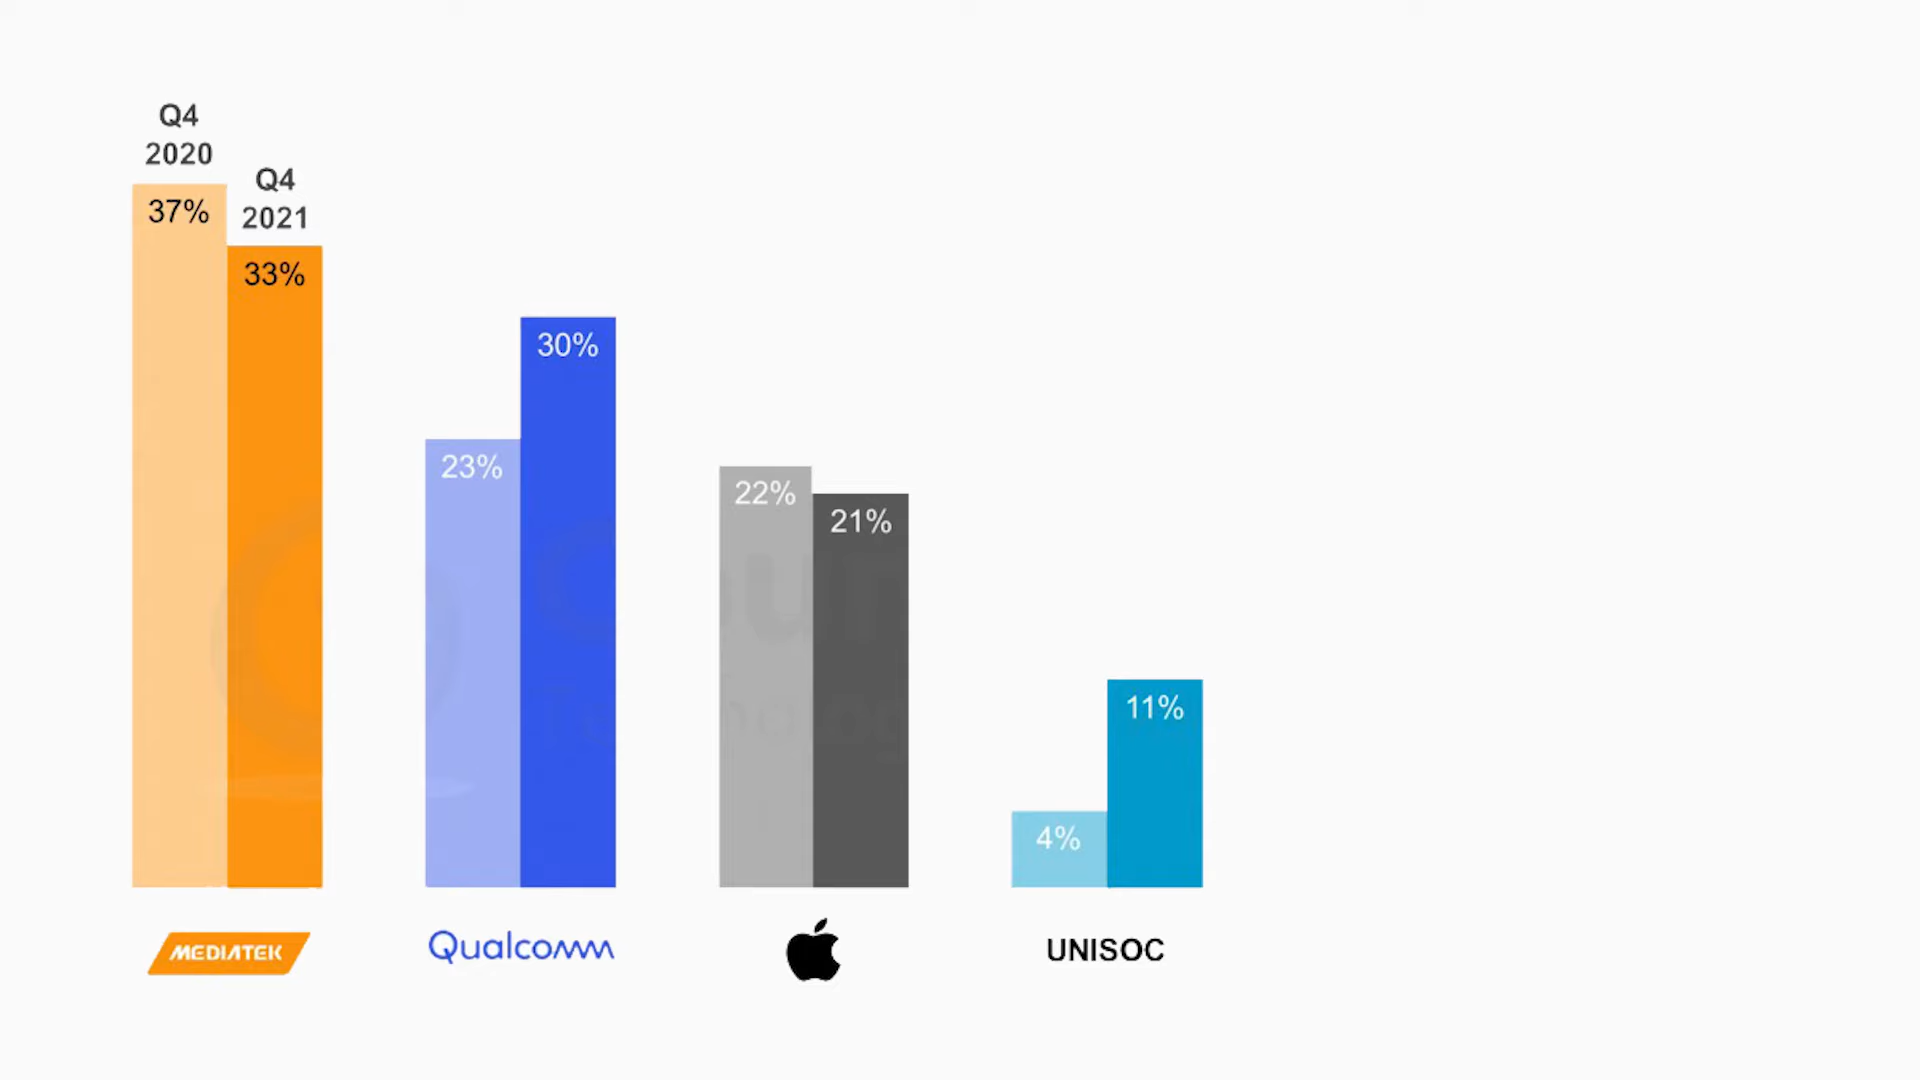 Q4
2020
Q4
2021
37%
33%
30%
23%
22%
21%
11%
4%
MEDIATEK
Qualcomm
UNISOC